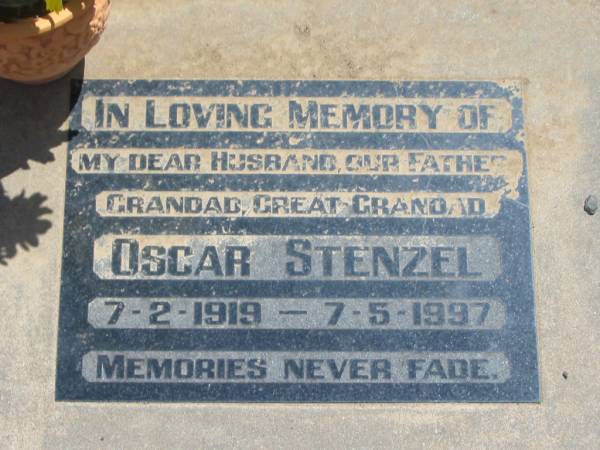 IN LOVING MEMORY OF
MY DEAR HUSBAND, OUR FATHER
GRANDAD, GREAT-GRANDAD
OSCAR STENZEL
7-2-1919 — 7-5-1997
MEMORIES NEVER FADE.